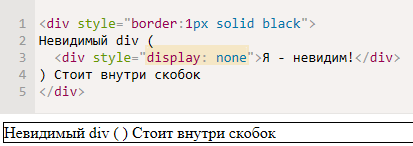 1 <div style="border:1px solid black">
2 Невидимый div (
3   <div style="display: none">Я - невидим!</div>
4 ) Стоит внутри скобок
5 </div>
Невидимый div ( ) Стоит внутри скобок